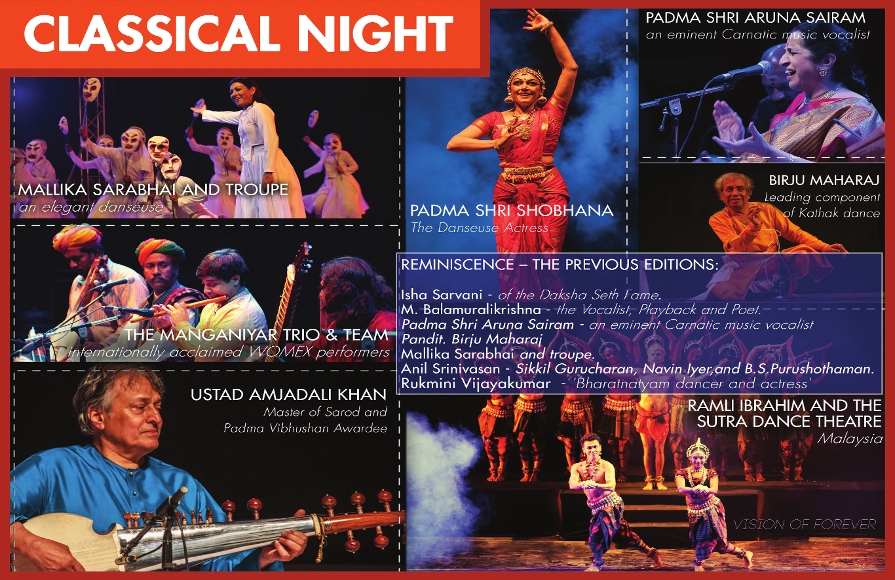 CLASSICAL NIGHT
MALLIKA SARABHAI AND TROUPE
an elegant danseuse
THE MANGANIYAR TRIO & TEAM
internationally acclaimed WOMEX performers
USTAD AMJADALI KHAN
Master of Sarod and
Padma Vibhushan Awardee
PADMA SHRI SHOBHANA
The Danseuse Actress
PADMA SHRI ARUNA SAIRAM
an eminent Carnatic music vocalist
BIRJU MAHARAJ
Leading component
of Kathak dance
REMINISCENCE – THE PREVIOUS EDITIONS:
Isha Sarvani - of the Daksha Seth Fame.
M. Balamuralikrishna - the Vocalist, Playback and Poet.
Padma Shri Aruna Sairam - an eminent Carnatic music vocalist
Pandit. Birju Maharaj
Mallika Sarabhai and troupe.
Anil Srinivasan - Sikkil Gurucharan, Navin Iyer,and B.S.Purushothaman.
Rukmini Vijayakumar - 'Bharatnatyam dancer and actress'
RAMLI IBRAHIM AND THE
SUTRA DANCE THEATRE
Malaysia
VISION OF FOREVER